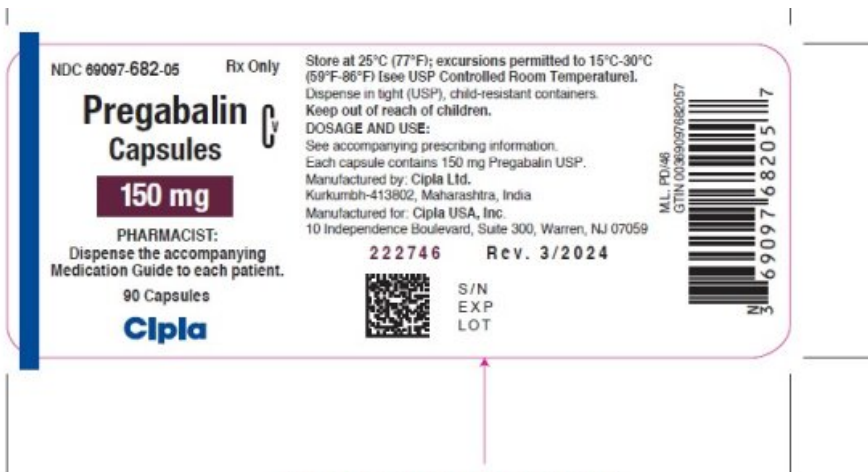 NDC 69097-682-05 Rx Only
Pregabalin CV
Capsules
150 mg
PHARMACIST:
Dispense the accompanying
Medication Guide to each patient.
90 Capsules
Cipla
Store at 25°C (77°F); excursions permitted to 15°C-30°C
(59°F-86°F) [see USP Controlled Room Temperature].
Dispense in tight (USP), child-resistant containers.
Keep out of reach of children.
DOSAGE AND USE:
See accompanying prescribing information.
Each capsule contains 150 mg Pregabalin USP.
Manufactured by: Cipla Ltd.
Kurkumbh-413802, Maharashtra, India
Manufactured for: Cipla USA, Inc.
10 Independence Boulevard, Suite 300, Warren, NJ 07059
222746 Rev. 3/2024
S/N
EXP
LOT
M.L. PD/46
GTIN 00369097682057
N
3 69097 68205 7